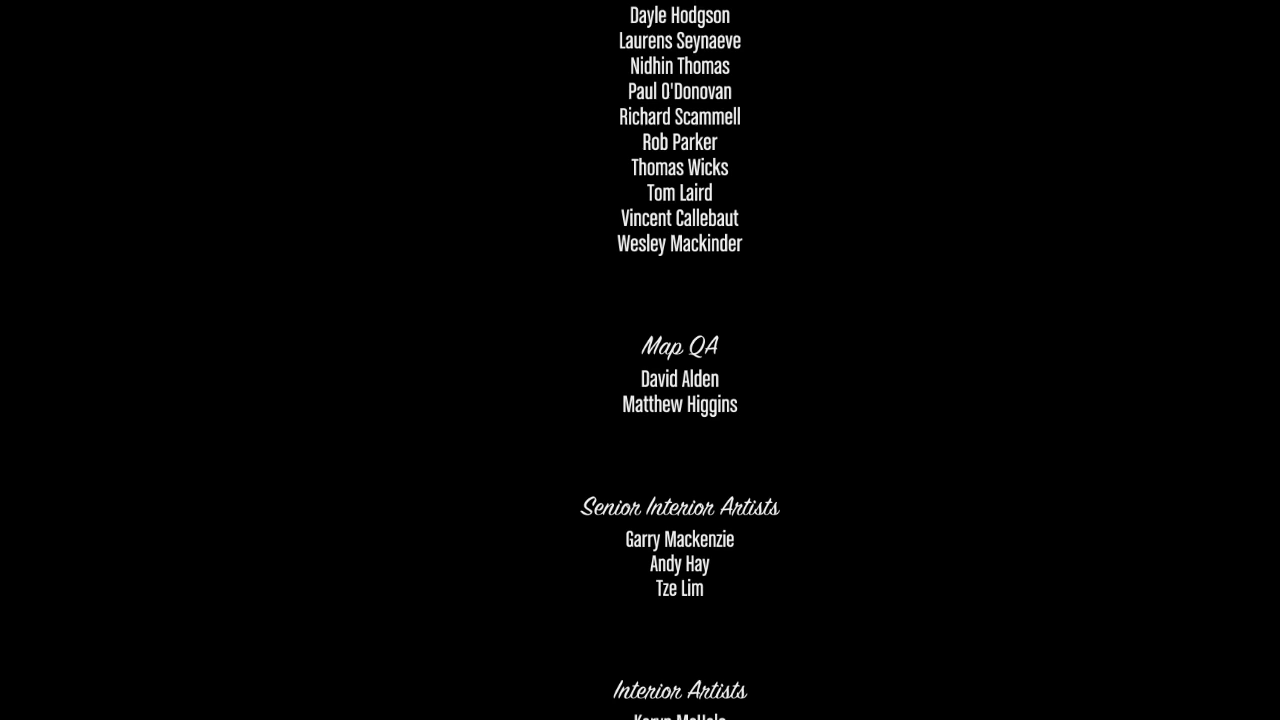 Dayle Hodgson
Laurens Seynaeve
Nidhin Thomas
Paul O'Donovan
Richard Scammell
Rob Parker
Thomas Wicks
Tom Laird
Vincent Callebaut
Wesley Mackinder
Map QA
David Alden
Matthew Higgins
Senior Interior Artists
Garry Mackenzie
Andy Hay
Tze Lim
Interior Artists